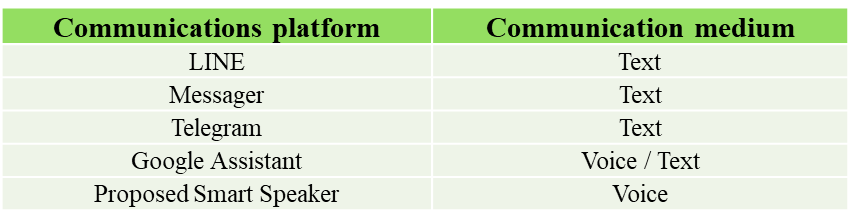 Communications platform Communication medium
LINE Text
Messager Text
Telegram Text
Google Assistant Voice / Text
Proposed Smart Speaker Voice